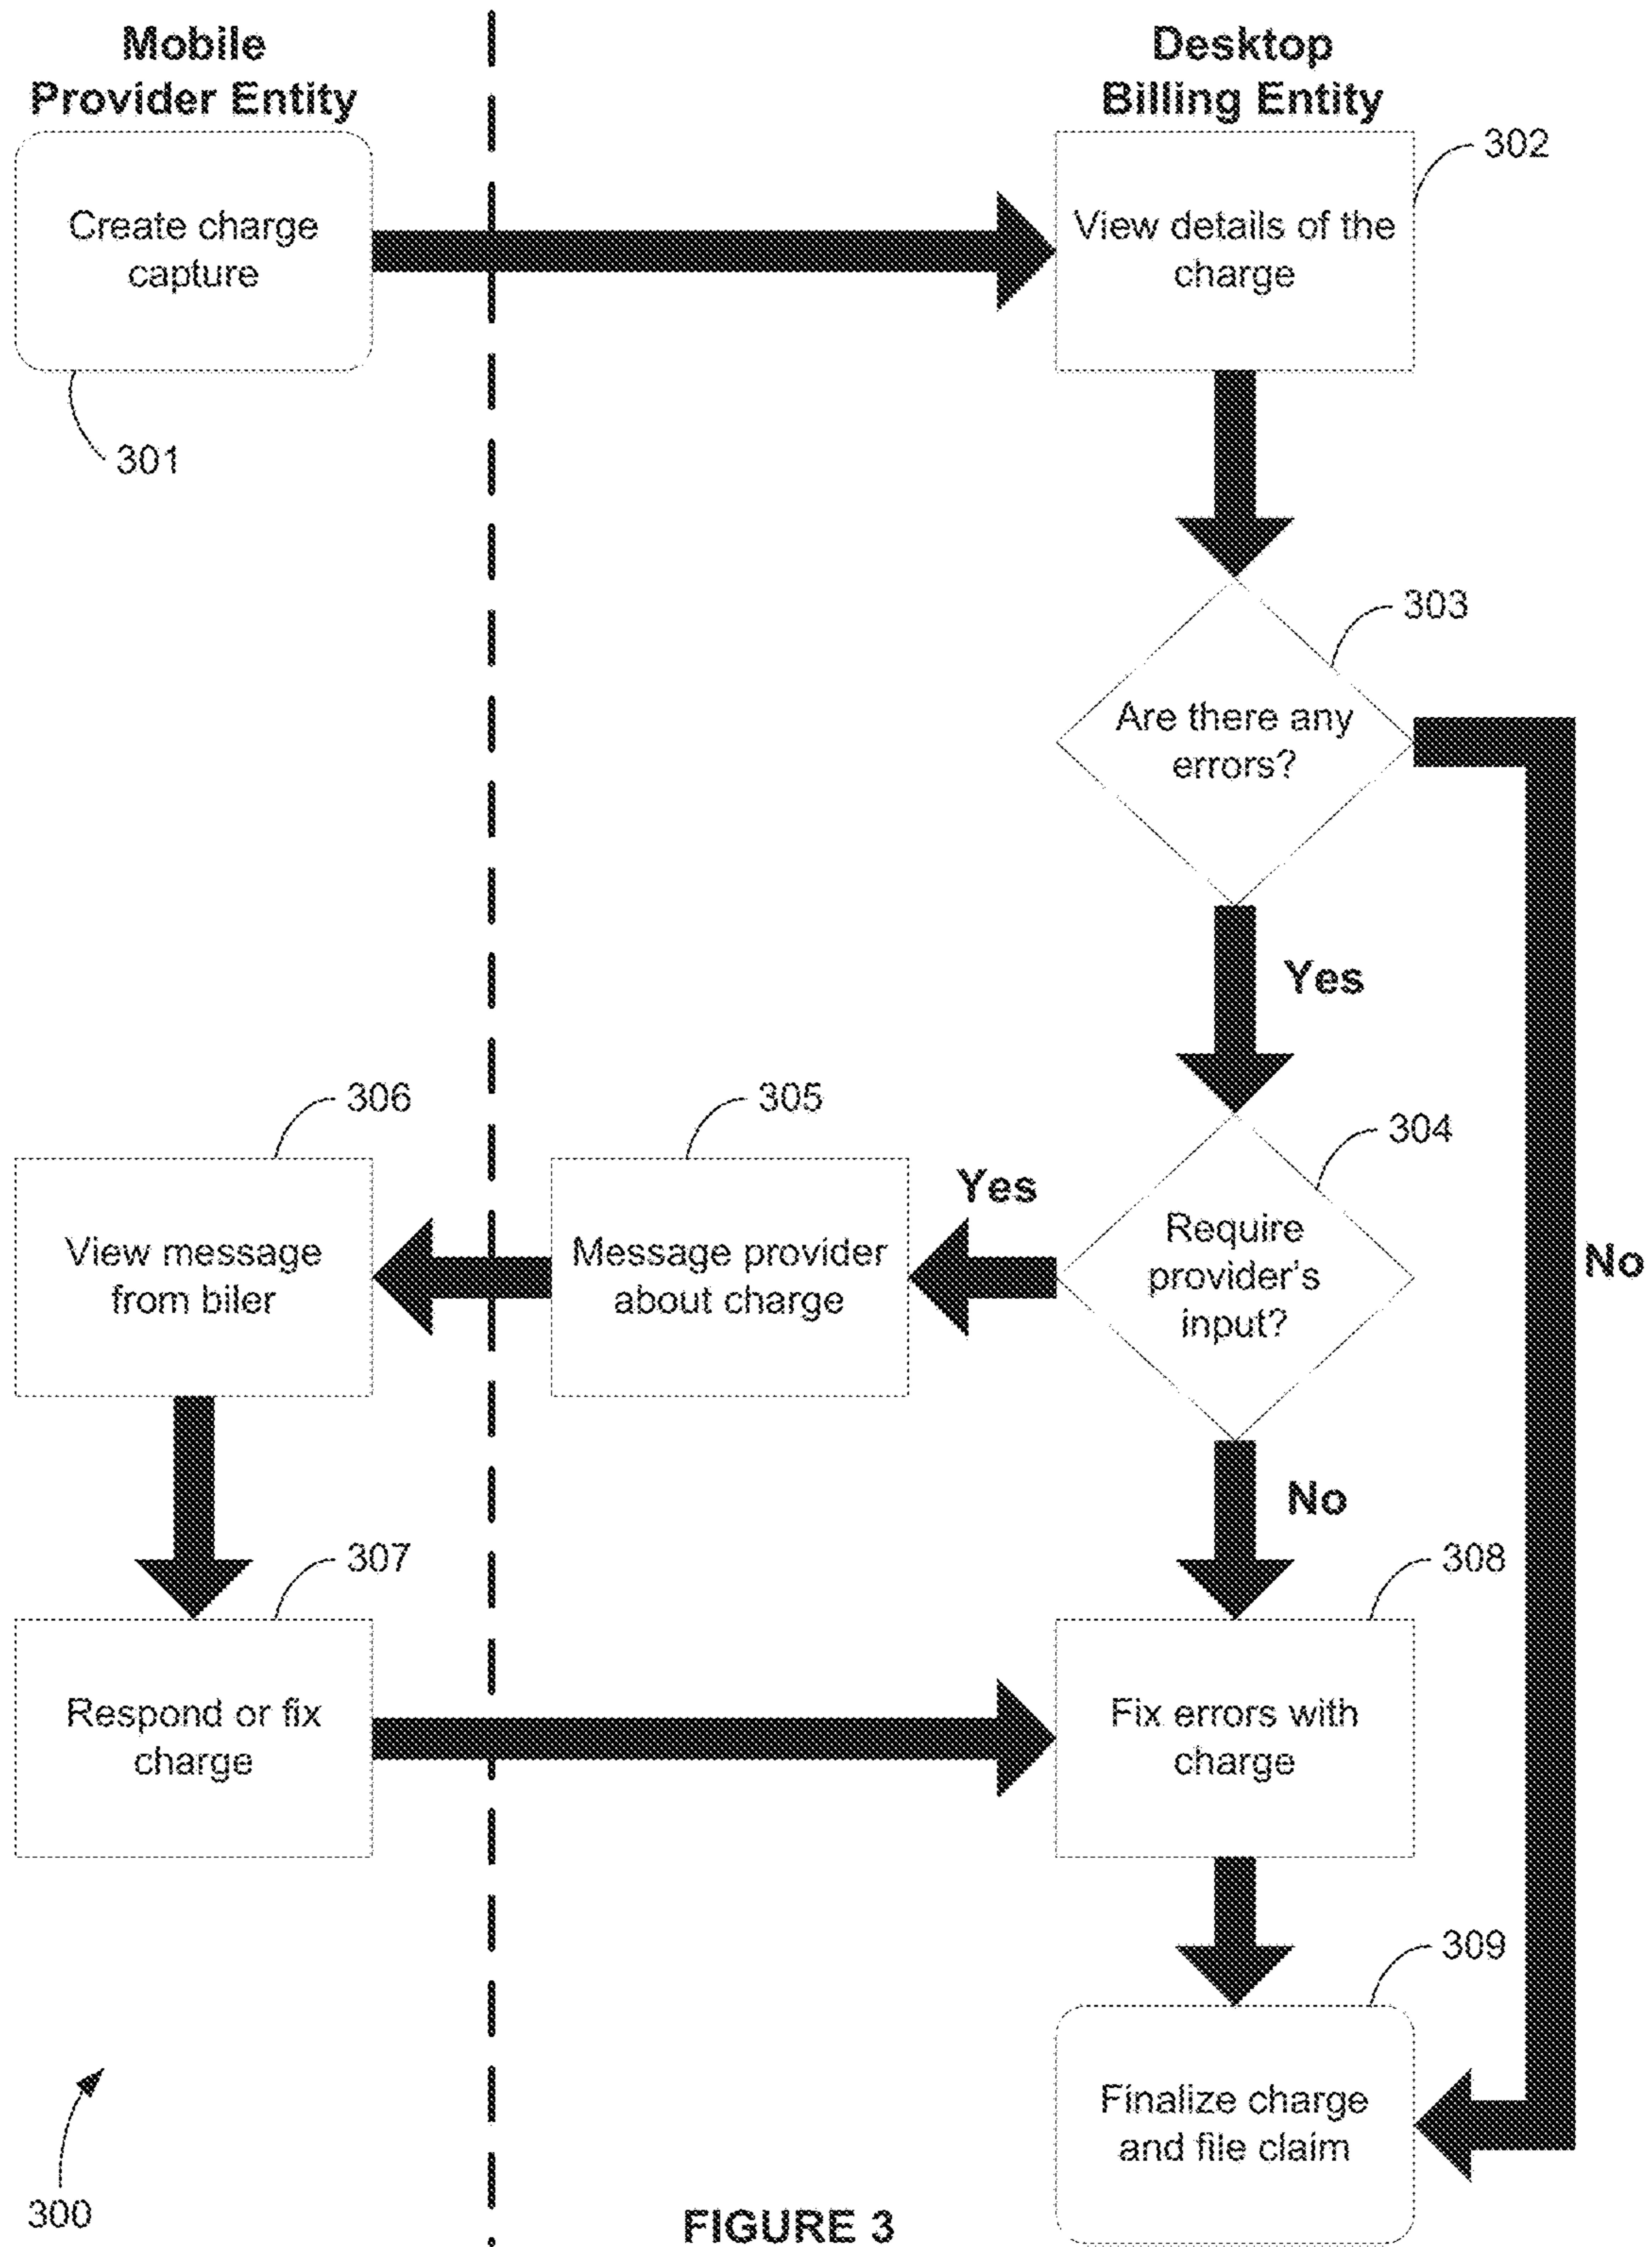 Mobile
Provider Entity
Desktop
Billing Entity
302
Create charge
capture
View details of the
charge
301
303
Are there any
errors?
Yes
306
305
304
Yes
View message
from biler
Message provider
about charge
Require
provider's
input?
No
No
307
308
Respond or fix
charge
Fix errors with
charge
309
Finalize charge
and file claim
300
FIGURE 3